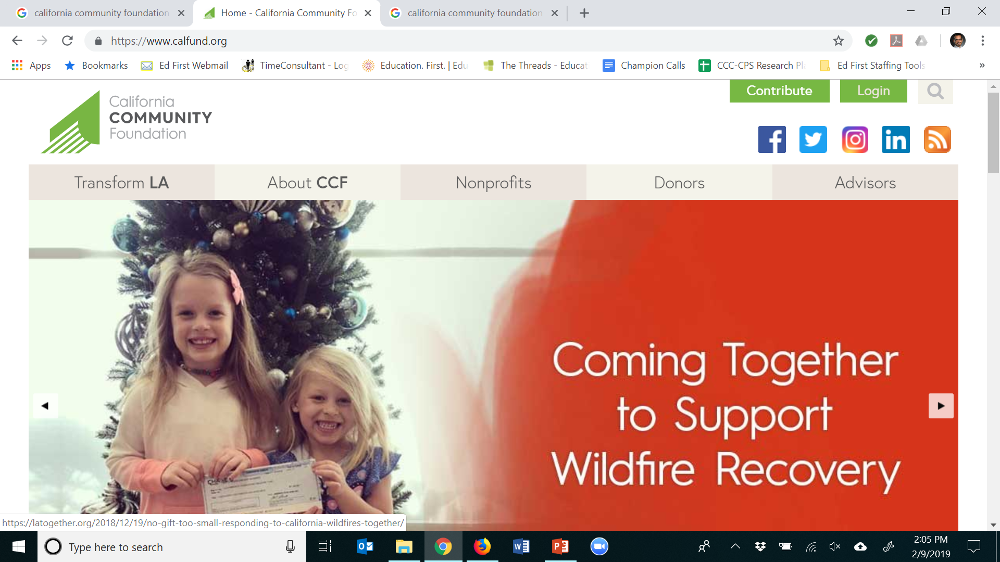 california community foundation
Home - California Community Fo
california community foundation
https://www.calfund.org
Apps
Bookmarks
Ed First Webmail
TimeConsultant - Log
Education. First. | Edu
The Threads - Educat
Champion Calls
CCC-CPS Research Pl
Ed First Staffing Tools
»
Contribute
Login
California
COMMUNITY
Foundation
Transform LA
About CCF
Nonprofits
Donors
Advisors
Coming Together
to Support
Wildfire Recovery
https://latogether.org/2018/12/19/no-gift-too-small-responding-to-california-wildfires-together/
Type here to search
2:05 PM
2/9/2019